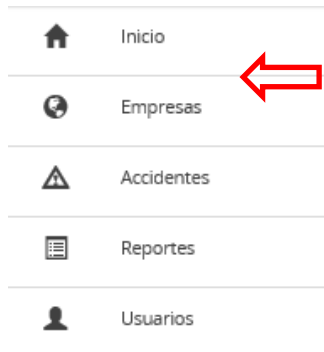 Inicio
Empresas
Accidentes
Reportes
Usuarios